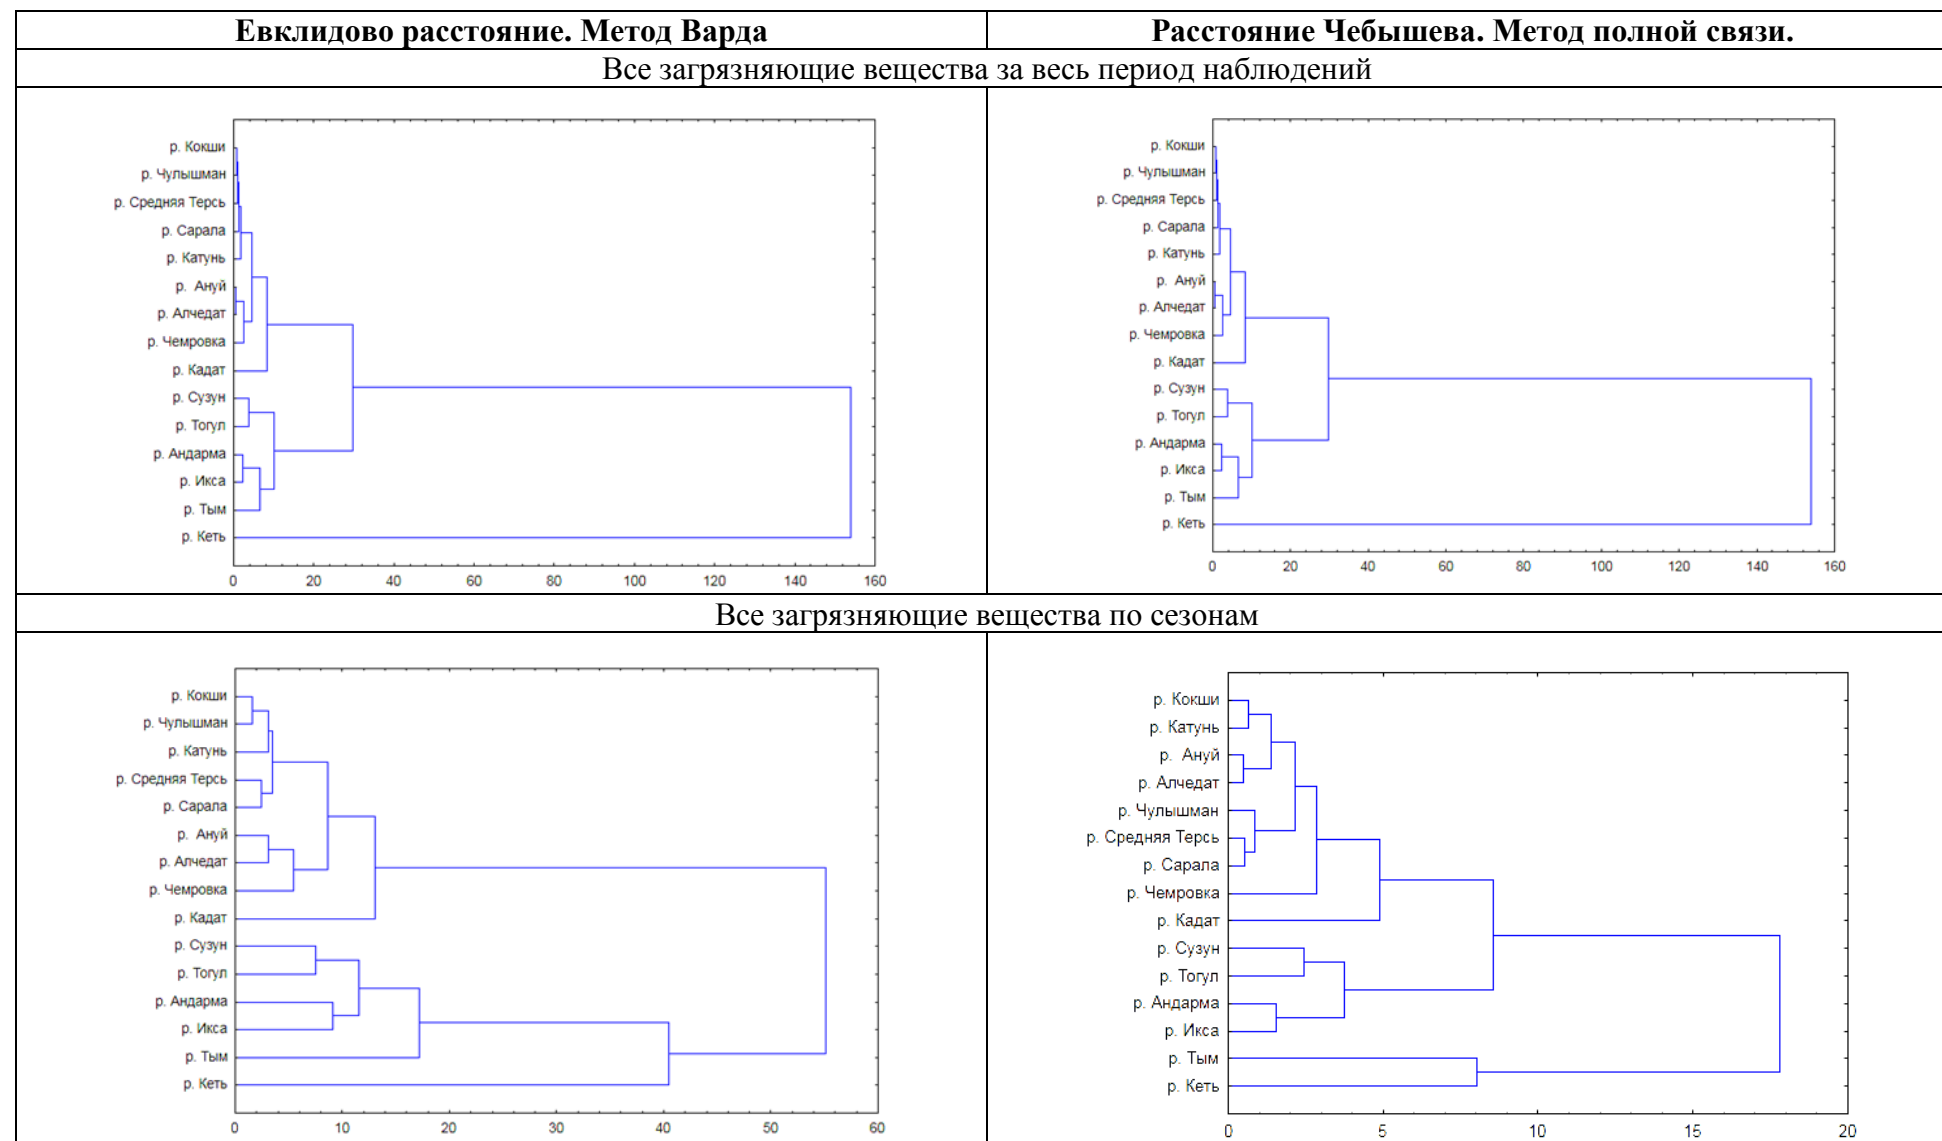 Евклидово расстояние. Метод Варда
Расстояние Чебышева. Метод полной связи.
Все загрязняющие вещества за весь период наблюдений
р. Кокши
р. Чулышман
р. Средняя Терсь
р. Сарала
р. Катунь
р. Ануй
р. Алчедат
р. Чемровка
р. Кадат
р. Сузун
р. Тогул
р. Андарма
р. Икса
р. Тым
р. Кеть
0 20 40 60 80 100 120 140 160
р. Кокши
р. Чулышман
р. Средняя Терсь
р. Сарала
р. Катунь
р. Ануй
р. Алчедат
р. Чемровка
р. Кадат
р. Сузун
р. Тогул
р. Андарма
р. Икса
р. Тым
р. Кеть
0 20 40 60 80 100 120 140 160
Все загрязняющие вещества по сезонам
р. Кокши
р. Чулышман
р. Катунь
р. Средняя Терсь
р. Сарала
р. Ануй
р. Алчедат
р. Чемровка
р. Кадат
р. Сузун
р. Тогул
р. Андарма
р. Икса
р. Тым
р. Кеть
0 10 20 30 40 50 60
р. Кокши
р. Катунь
р. Ануй
р. Алчедат
р. Чулышман
р. Средняя Терсь
р. Сарала
р. Чемровка
р. Кадат
р. Сузун
р. Тогул
р. Андарма
р. Икса
р. Тым
р. Кеть
0 5 10 15 20